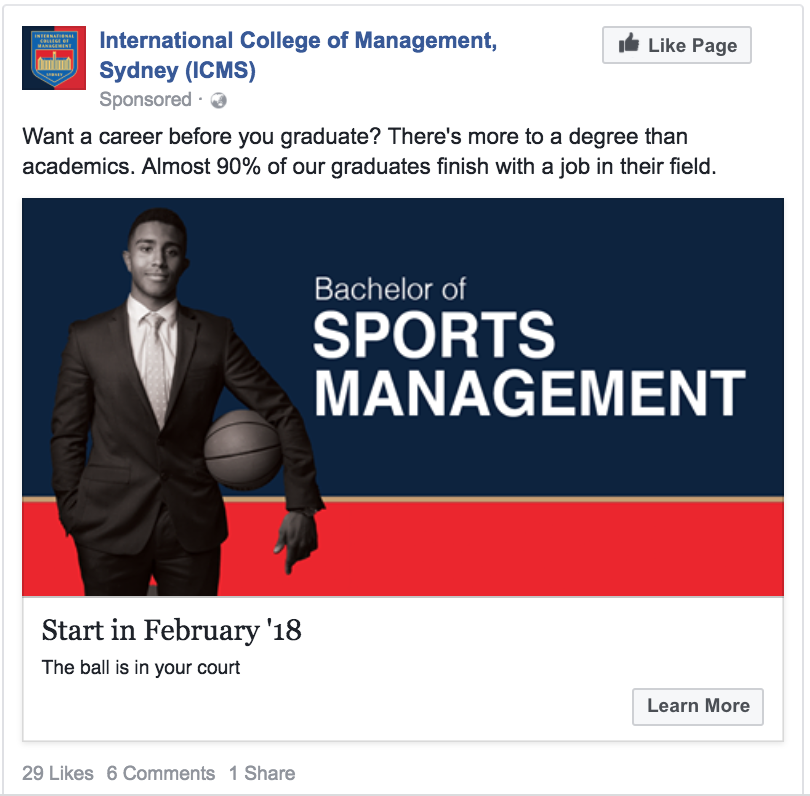 INTERNATIONAL
COLLEGE OF
MANAGEMENT
SYDNEY
International College of Management,
Sydney (ICMS)
Like Page
Sponsored ·
Want a career before you graduate? There's more to a degree than
academics. Almost 90% of our graduates finish with a job in their field.
Bachelor of
SPORTS
MANAGEMENT
Start in February '18
The ball is in your court
Learn More
29 Likes 6 Comments 1 Share